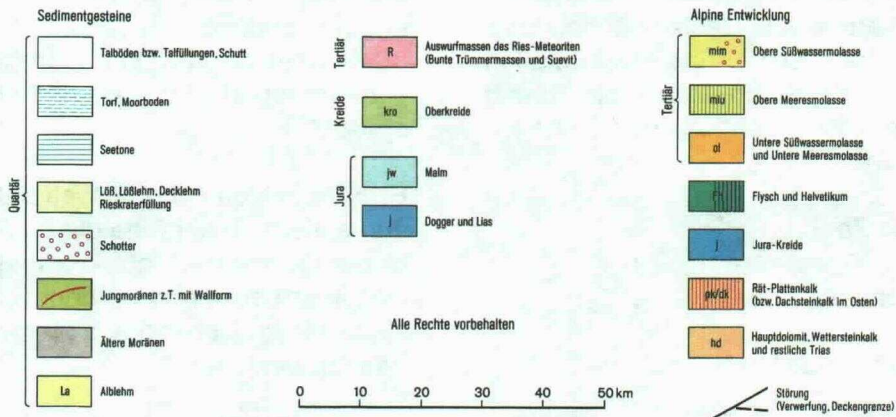 Sedimentgesteine
Quartär
Talböden bzw. Talfüllungen, Schutt
Torf, Moorboden
Seetone
Löß, Lößlehm, Decklehm
Rieskraterfüllung
Schotter
Jungmoränen z.T. mit Wallform
Ältere Moränen
La
Alblehm
Tertiär
R
Auswurfmassen des Ries-Meteoriten
(Bunte Trümmermassen und Suevit)
Kreide
kro
Oberkreide
Jura
jw
Malm
j
Dogger und Lias
Alle Rechte vorbehalten
0 10 20 30 40 50 km
Alpine Entwicklung
Tertiär
mim
Obere Süßwassermolasse
miu
Obere Meeresmolasse
ol
Untere Süßwassermolasse
und Untere Meeresmolasse
Flysch und Helvetikum
j
Jura-Kreide
pk/dk
Rät-Plattenkalk
(bzw. Dachsteinkalk im Osten)
hd
Hauptdolomit, Wettersteinkalk
und restliche Trias
Störung
(Verwerfung, Deckengrenze)